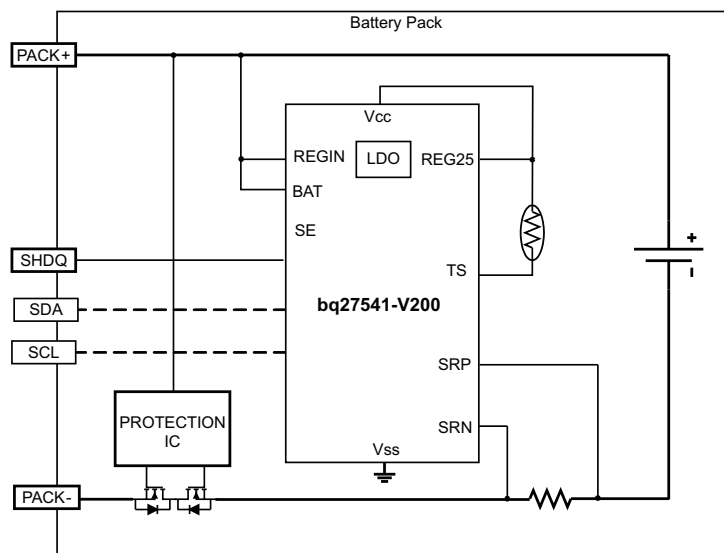 Battery Pack
PACK+
Vcc
REGIN
LDO
REG25
BAT
SE
SHDQ
TS
+
-
SDA
bq27541-V200
SCL
SRP
PROTECTION
IC
SRN
Vss
PACK-